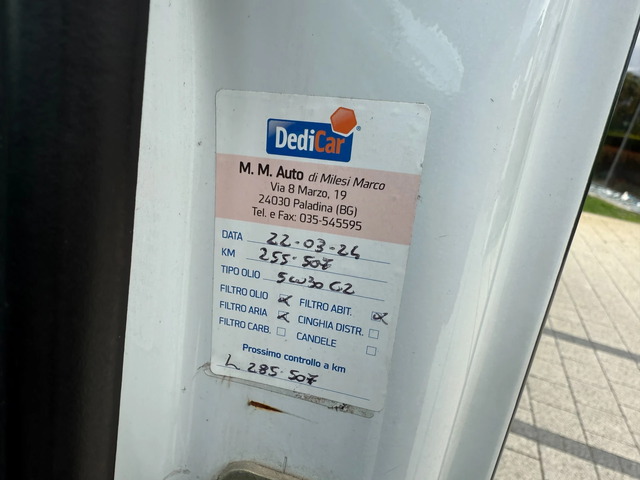 DediCar®
M. M. Auto di Milesi Marco
Via 8 Marzo, 19
24030 Paladina (BG)
Tel. e Fax: 035-545595
DATA 22-03-24
KM 255-507
TIPO OLIO 5W30 C2
FILTRO OLIO X FILTRO ABIT. X
FILTRO ARIA X CINGHIA DISTR.
FILTRO CARB. CANDELE
Prossimo controllo a km
285-507